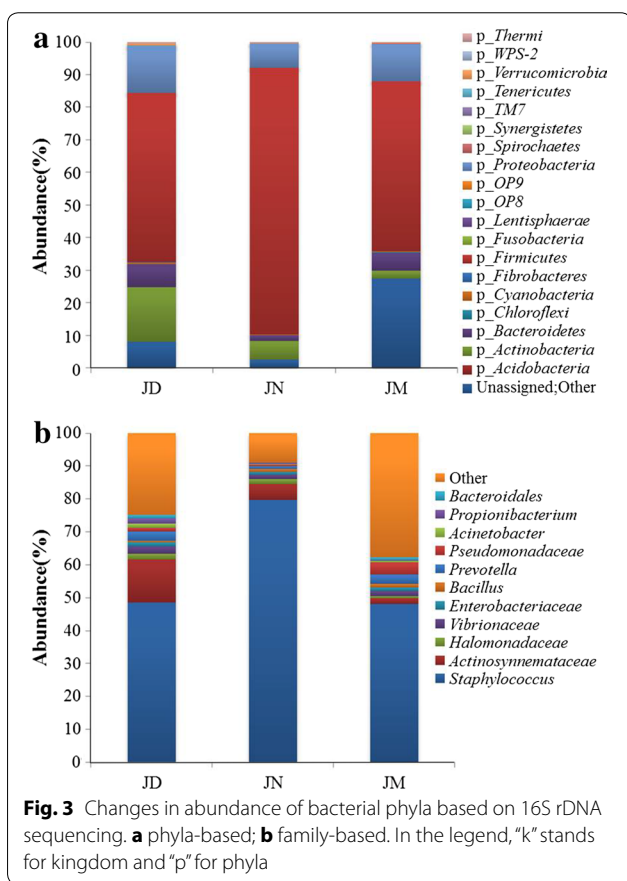 a
Abundance(%)
100
90
80
70
60
50
40
30
20
10
0
JD JN JM
p_Thermi
p_WPS-2
p_Verrucomicrobia
p_Tenericutes
p_TM7
p_Synergistetes
p_Spirochaetes
p_Proteobacteria
p_OP9
p_OP8
p_Lentisphaerae
p_Fusobacteria
p_Firmicutes
p_Fibrobacteres
p_Cyanobacteria
p_Chloroflexi
p_Bacteroidetes
p_Actinobacteria
p_Acidobacteria
Unassigned;Other
b
Abundance(%)
100
90
80
70
60
50
40
30
20
10
0
JD JN JM
Other
Bacteroidales
Propionibacterium
Acinetobacter
Pseudomonadaceae
Prevotella
Bacillus
Enterobacteriaceae
Vibrionaceae
Halomonadaceae
Actinosynnemataceae
Staphylococcus
Fig. 3 Changes in abundance of bacterial phyla based on 16S rDNA
sequencing. a phyla-based; b family-based. In the legend, “k” stands
for kingdom and “p” for phyla